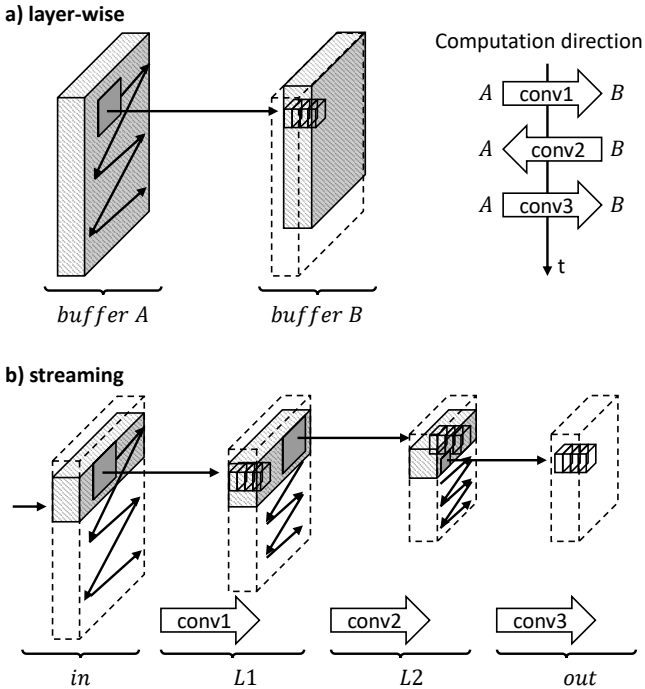 a) layer-wise
Computation direction
A conv1 B
A conv2 B
A conv3 B
t
buffer A buffer B
b) streaming
conv1 conv2 conv3
in L1 L2 out